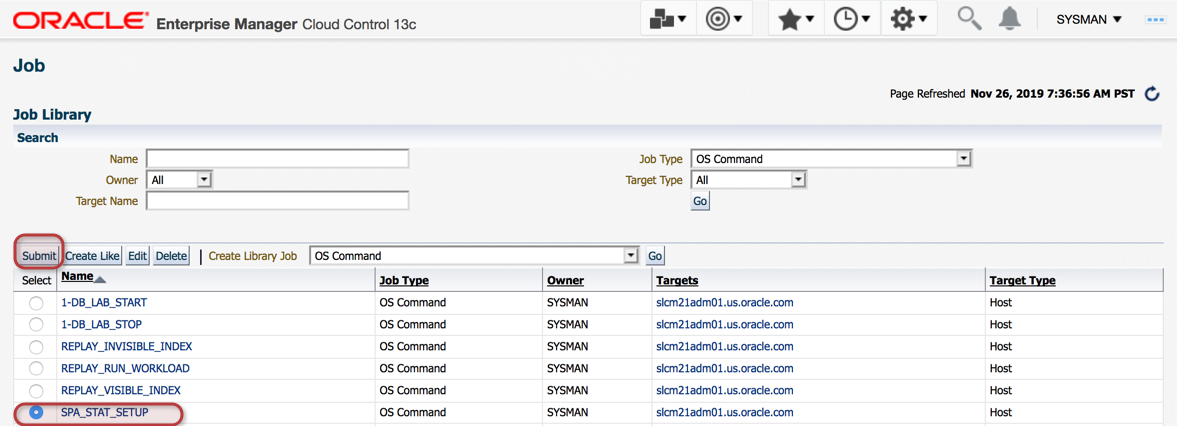 ORACLE® Enterprise Manager Cloud Control 13c SYSMAN
Job
Page Refreshed Nov 26, 2019 7:36:56 AM PST
Job Library
Search
Name Job Type OS Command
Owner All Target Type All
Target Name Go
Submit Create Like Edit Delete Create Library Job OS Command Go
Select Name Job Type Owner Targets Target Type
1-DB_LAB_START OS Command SYSMAN slcm21adm01.us.oracle.com Host
1-DB_LAB_STOP OS Command SYSMAN slcm21adm01.us.oracle.com Host
REPLAY_INVISIBLE_INDEX OS Command SYSMAN slcm21adm01.us.oracle.com Host
REPLAY_RUN_WORKLOAD OS Command SYSMAN slcm21adm01.us.oracle.com Host
REPLAY_VISIBLE_INDEX OS Command SYSMAN slcm21adm01.us.oracle.com Host
SPA_STAT_SETUP OS Command SYSMAN slcm21adm01.us.oracle.com Host